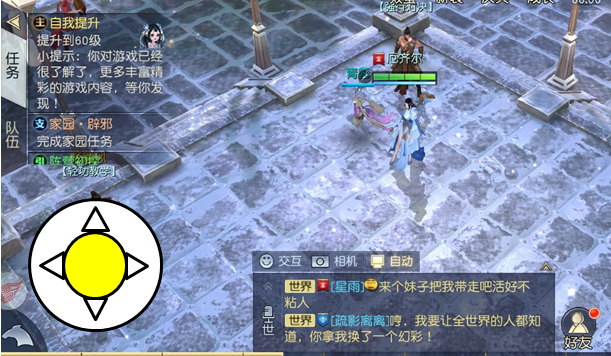 主 自我提升
提升到60级
小提示：你对游戏已经
很了解了，更多丰富精
彩的游戏内容，等你发
现！
支 家园·辟邪
完成家园任务
【轻功教学】
任务
队伍
交互 相机 自动
世界 [星雨] 来个妹子把我带走吧活好不
粘人
世界 [疏影离离]哼，我要让全世界的人都知
道，你拿我换了一个幻彩！
世
好友